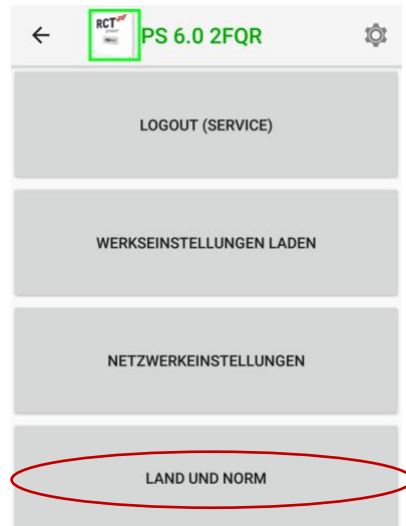 RCT
PS 6.0 2FQR
LOGOUT (SERVICE)
WERKSEINSTELLUNGEN LADEN
NETZWERKEINSTELLUNGEN
LAND UND NORM